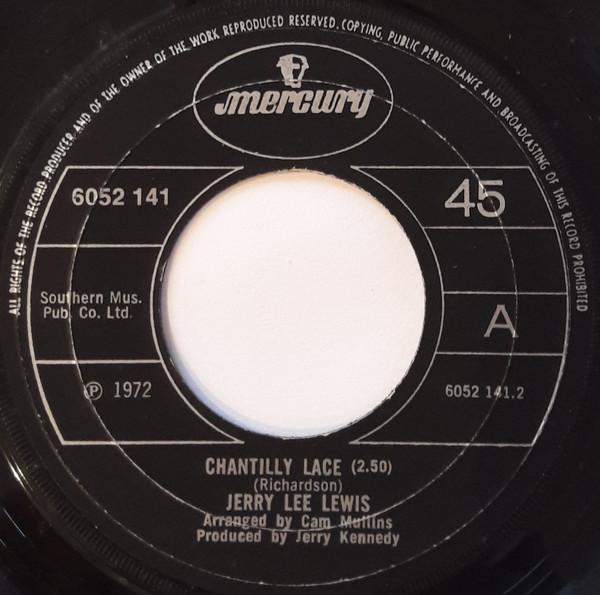 ALL RIGHTS OF THE RECORD PRODUCER AND OF THE OWNER OF THE WORK REPRODUCED RESERVED. COPYING, PUBLIC PERFORMANCE AND BROADCASTING OF THIS RECORD PROHIBITED
mercury
6052 141
45
Southern Mus.
Pub. Co. Ltd.
A
Ⓟ 1972
6052 141.2
CHANTILLY LACE (2.50)
(Richardson)
JERRY LEE LEWIS
Arranged by Cam Mullins
Produced by Jerry Kennedy